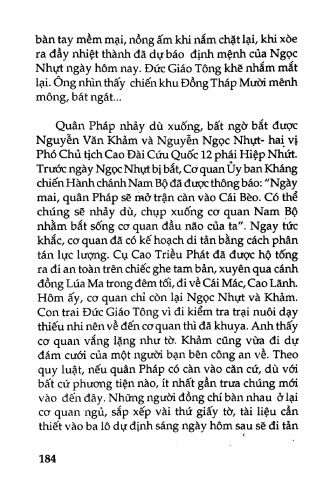 bàn tay mềm mại, nồng ấm khi nắm chặt lại, khi xòe
ra đầy nhiệt thành đã dự báo định mệnh của Ngọc
Nhựt ngày hôm nay. Đức Giáo Tông khẽ nhắm mắt
lại. Ông nhìn thấy chiến khu Đồng Tháp Mười mênh
mông, bát ngát...
Quân Pháp nhảy dù xuống, bất ngờ bắt được
Nguyễn Văn Khảm và Nguyễn Ngọc Nhựt- hai vị
Phó Chủ tịch Cao Đài Cứu Quốc 12 phái Hiệp Nhứt.
Trước ngày Ngọc Nhựt bị bắt, Cơ quan Ủy ban Kháng
chiến Hành chánh Nam Bộ đã được thông báo: "Ngày
mai, quân Pháp sẽ mở trận càn vào Cái Bèo. Có thể
chúng sẽ nhảy dù, chụp xuống cơ quan Nam Bộ
nhằm bắt sống cơ quan đầu não của ta". Ngay tức
khắc, cơ quan đã có kế hoạch di tản bằng cách phân
tán lực lượng. Cụ Cao Triều Phát đã được hộ tống
ra đi an toàn trên chiếc ghe tam bản, xuyên qua cánh
đồng Lúa Ma trong đêm tối, đi về Cái Mác, Cao Lãnh.
Hôm ấy, cơ quan chỉ còn lại Ngọc Nhựt và Khảm.
Con trai Đức Giáo Tông vì đi kiểm tra trại nuôi dạy
thiếu nhi nên về đến cơ quan thì đã khuya. Anh thấy
cơ quan vắng lặng như tờ. Khảm cũng vừa đi dự
đám cưới của một người bạn bên công an về. Theo
quy luật, nếu quân Pháp có càn vào căn cứ, dù với
bất cứ phương tiện nào, ít nhất gần trưa chúng mới
vào đến đây. Những người đồng chí bàn nhau ở lại
cơ quan ngủ, sắp xếp vài thứ giấy tờ, tài liệu cần
thiết vào ba lô dự định sáng ngày hôm sau sẽ di tản
184